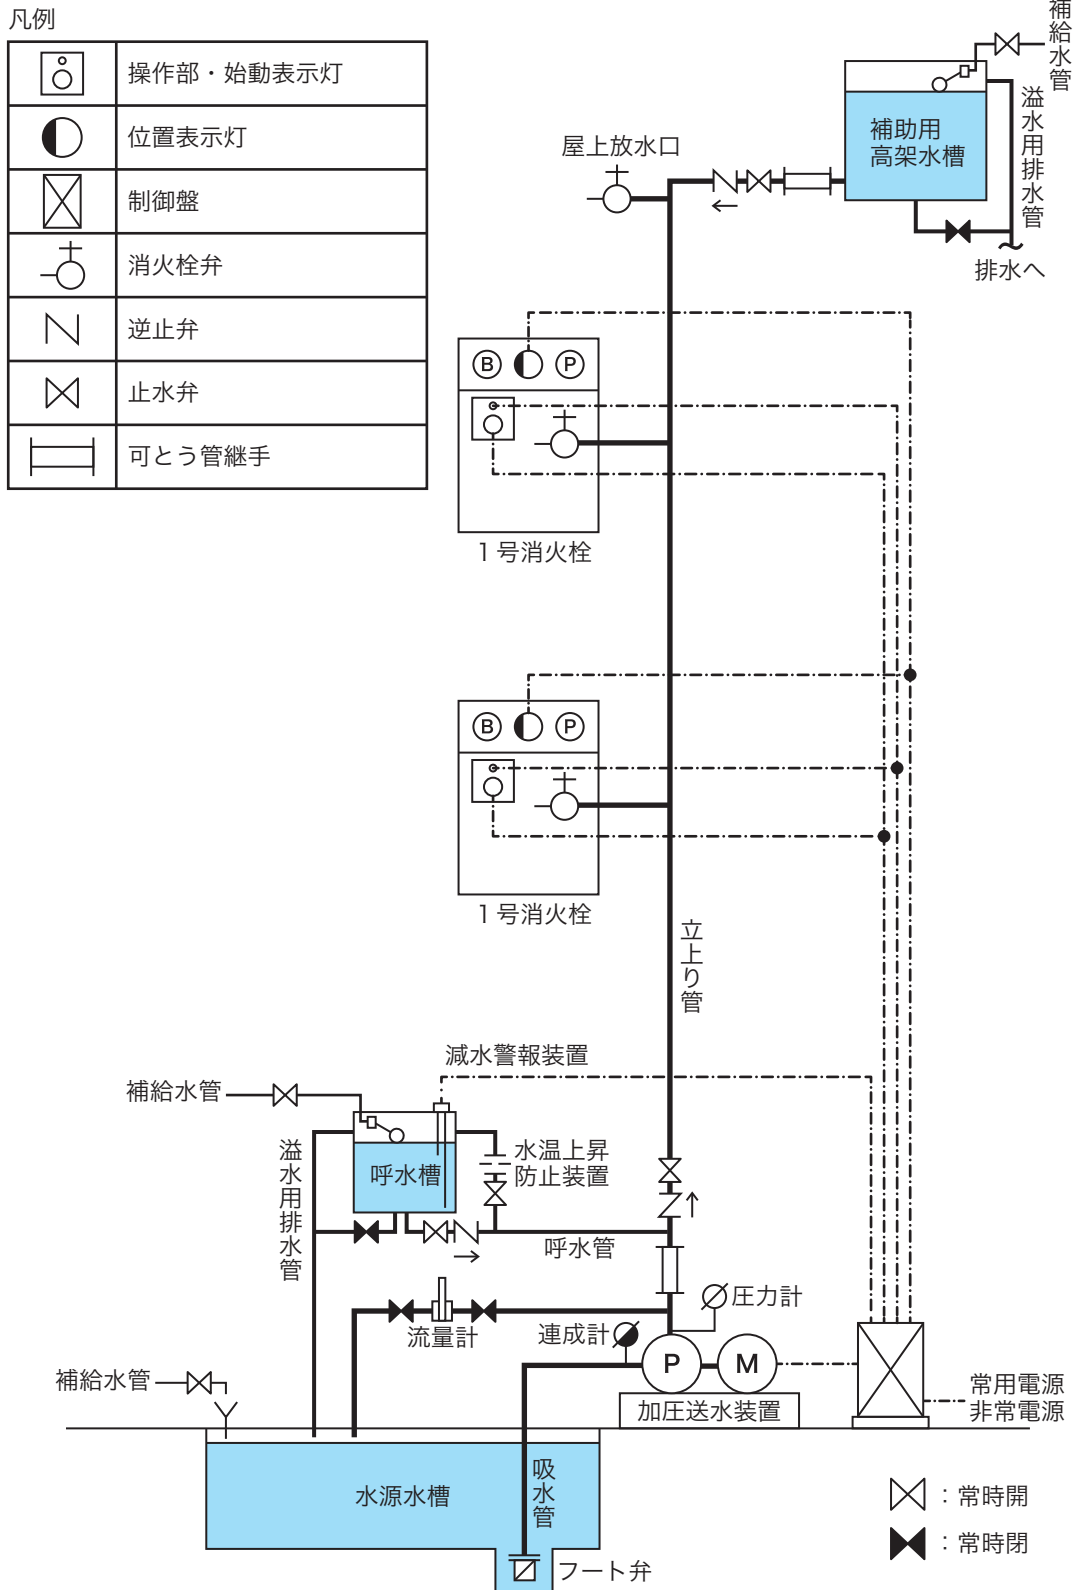 凡例
操作部・始動表示灯
位置表示灯
制御盤
消火栓弁
逆止弁
止水弁
可とう管継手
補給水管
溢水用排水管
補助用
高架水槽
排水へ
屋上放水口
B
P
1号消火栓
B
P
1号消火栓
立上り管
減水警報装置
補給水管
溢水用排水管
呼水槽
水温上昇
防止装置
呼水管
流量計
連成計
圧力計
P
M
加圧送水装置
常用電源
非常電源
補給水管
水源水槽
吸水管
フート弁
：常時開
：常時閉